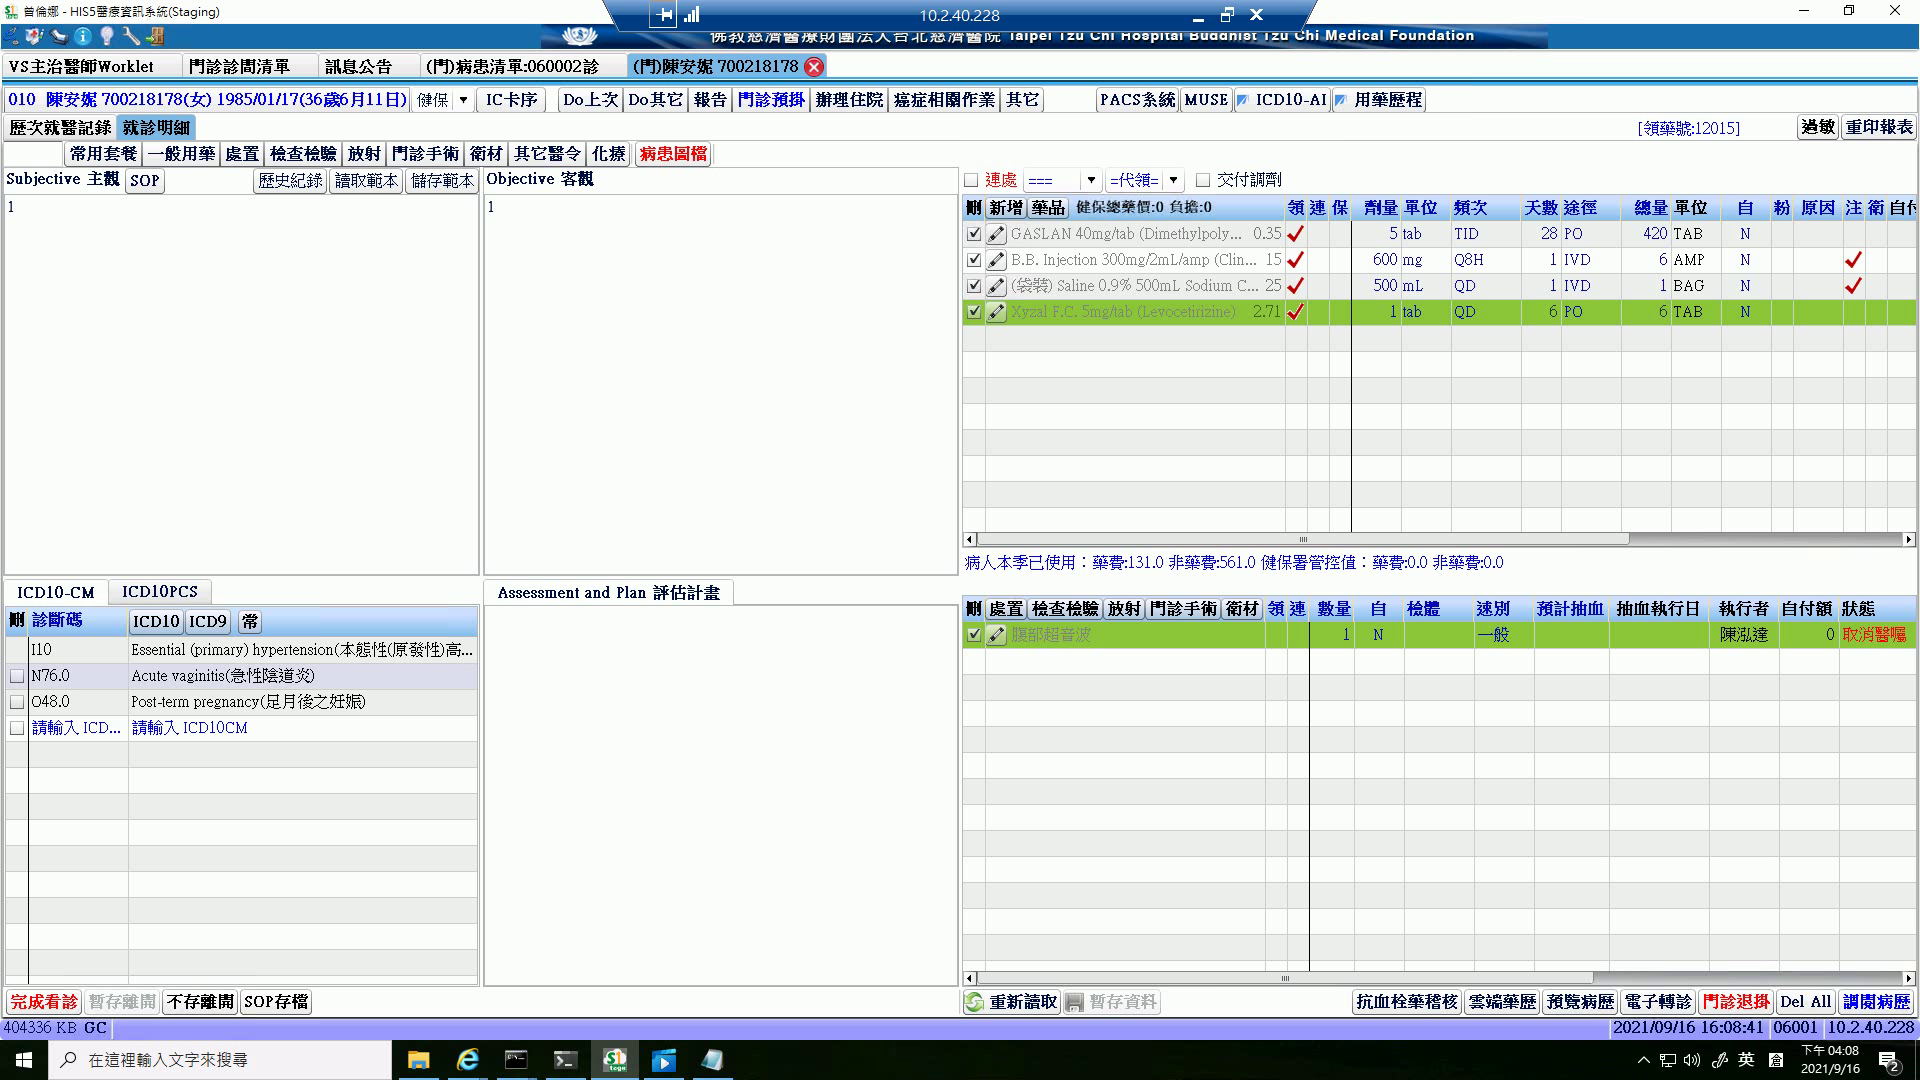 曾倫娜 - HIS5醫療資訊系統(Staging)
10.2.40.228
佛教慈濟醫療財團法人台北慈濟醫院 Taipei Tzu Chi Hospital Buddhist Tzu Chi Medical Foundation
VS主治醫師Worklet 門診診間清單 訊息公告 (門)病患清單:060002診 (門)陳安妮 700218178
010 陳安妮 700218178(女) 1985/01/17(36歲6月11日) 健保 IC卡序 Do上次 Do其它 報告 門診預掛 辦理住院 癌症相關作業 其它 PACS系統 MUSE ICD10-AI 用藥歷程
歷次就醫記錄 就診明細 [領藥號:12015] 過敏 重印報表
常用套餐 一般用藥 處置 檢查檢驗 放射 門診手術 衛材 其它醫令 化療 病患圖檔
Subjective 主觀 SOP 歷史紀錄 讀取範本 儲存範本 Objective 客觀
1 1
連處 === =代領= 交付調劑
刪 新增 藥品 健保總藥價:0 負擔:0 領 連 保 劑量 單位 頻次 天數 途徑 總量 單位 自 粉 原因 注 衛 自付
GASLAN 40mg/tab (Dimethylpoly... 0.35 5 tab TID 28 PO 420 TAB N
B.B. Injection 300mg/2mL/amp (Clin... 15 600 mg Q8H 1 IVD 6 AMP N
(袋裝) Saline 0.9% 500mL Sodium C... 25 500 mL QD 1 IVD 1 BAG N
Xyzal F.C. 5mg/tab (Levocetirizine) 2.71 1 tab QD 6 PO 6 TAB N
病人本季已使用：藥費:131.0 非藥費:561.0 健保署管控值：藥費:0.0 非藥費:0.0
ICD10-CM ICD10PCS
刪 診斷碼 ICD10 ICD9 常
I10 Essential (primary) hypertension(本態性(原發性)高...
N76.0 Acute vaginitis(急性陰道炎)
O48.0 Post-term pregnancy(足月後之妊娠)
請輸入 ICD... 請輸入 ICD10CM
Assessment and Plan 評估計畫
刪 處置 檢查檢驗 放射 門診手術 衛材 領 連 數量 自 檢體 速別 預計抽血 抽血執行日 執行者 自付額 狀態
腹部超音波 1 N 一般 陳泓達 0 取消醫囑
完成看診 暫存離開 不存離開 SOP存檔 重新讀取 暫存資料 抗血栓藥稽核 雲端藥歷 預覽病歷 電子轉診 門診退掛 Del All 調閱病歷
404336 KB GC 2021/09/16 16:08:41 06001 10.2.40.228
在這裡輸入文字來搜尋 英 下午 04:08
2021/9/16 2